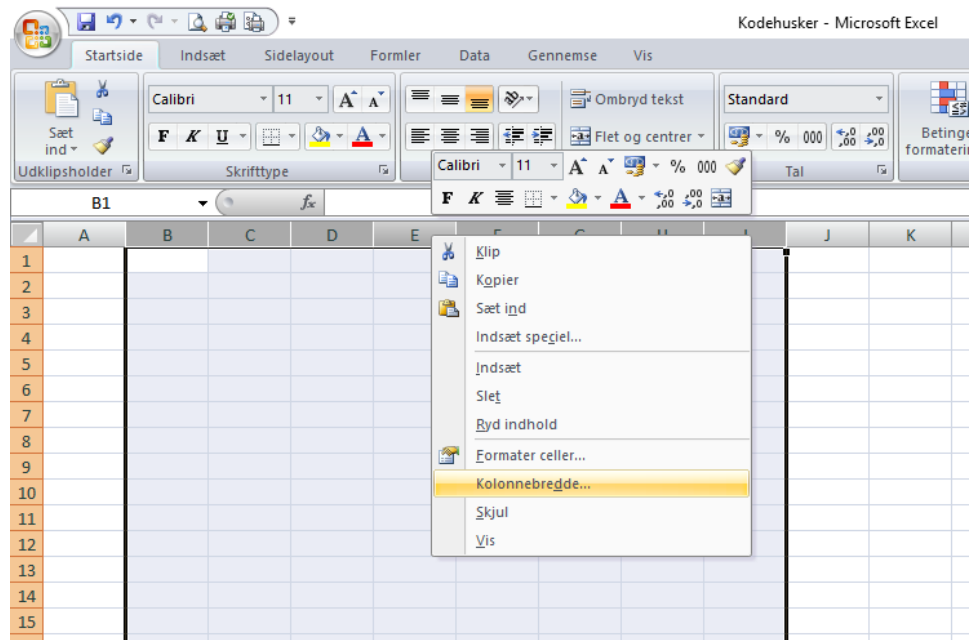 Kodehusker - Microsoft Excel
Startside Indsæt Sidelayout Formler Data Gennemse Vis
Calibri 11 A A Ombryd tekst Standard
Sæt ind F K U A Flet og centrer % 000 ,00 ,0
Udklipsholder Skrifttype Tal
Calibri 11 A A % 000
F K A
B1 fx
A B C D E J K
1
2
3
4
5
6
7
8
9
10
11
12
13
14
15
Klip
Kopier
Sæt ind
Indsæt speciel...
Indsæt
Slet
Ryd indhold
Formater celler...
Kolonnebredde...
Skjul
Vis